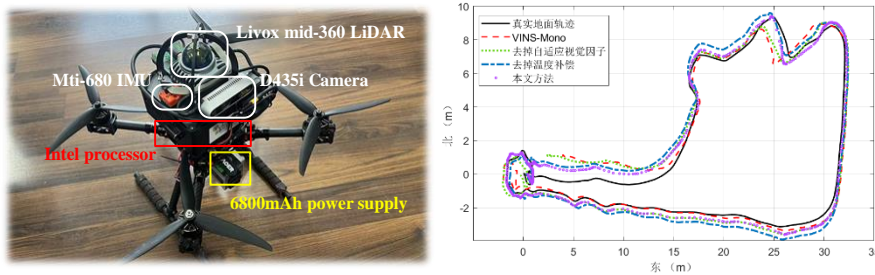 Livox mid-360 LiDAR
Mti-680 IMU
D435i Camera
Intel processor
6800mAh power supply
真实地面轨迹
VINS-Mono
去掉自适应视觉因子
去掉温度补偿
本文方法
北 （m）
10
8
6
4
2
0
-2
0
5
10
15
20
25
30
3
东 （m）